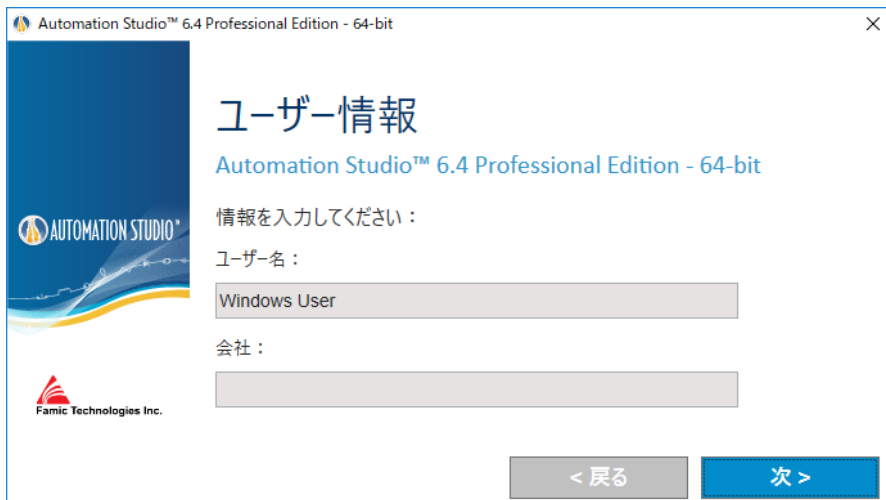 Automation Studio™ 6.4 Professional Edition - 64-bit
ユーザー情報
Automation Studio™ 6.4 Professional Edition - 64-bit
情報を入力してください：
AUTOMATION STUDIO™
ユーザー名：
Windows User
会社：
Famic Technologies Inc.
< 戻る
次 >